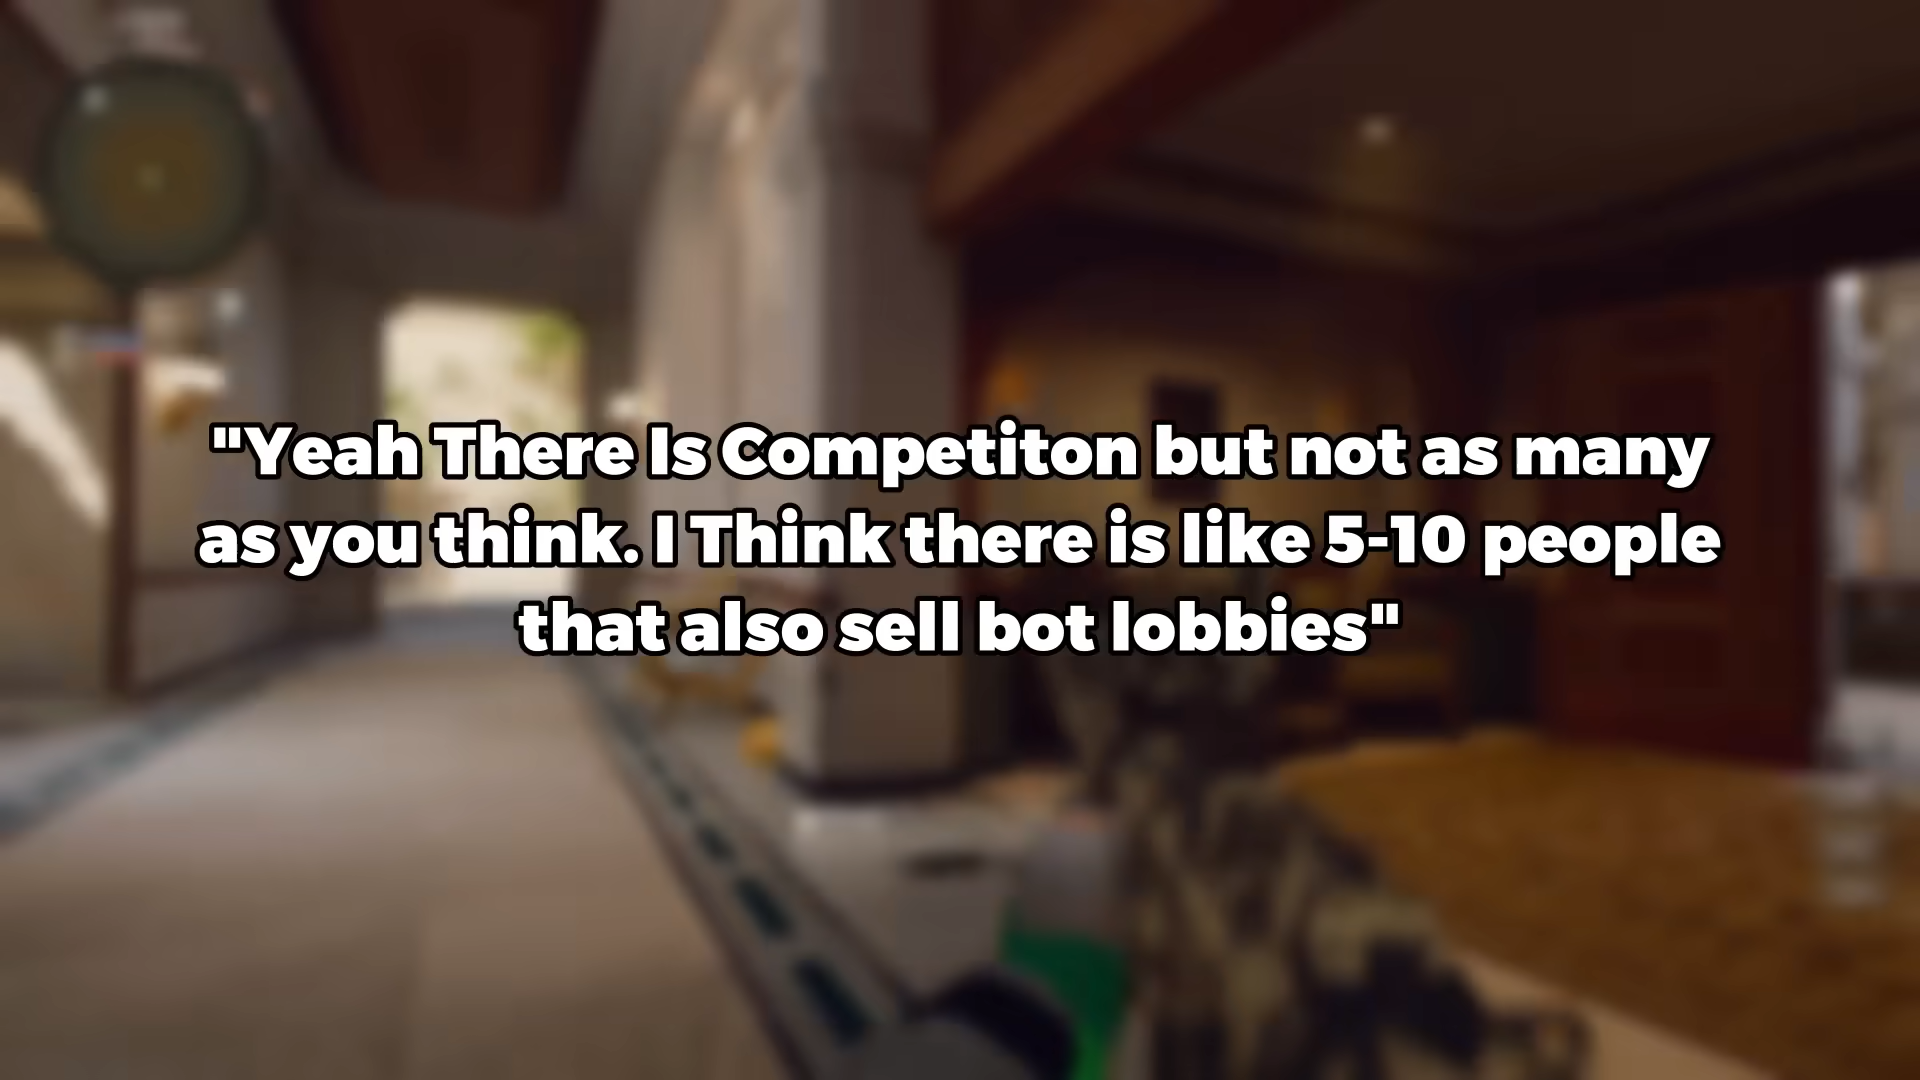 "Yeah There Is Competiton but not as many
as you think. I Think there is like 5-10 people
that also sell bot lobbies"